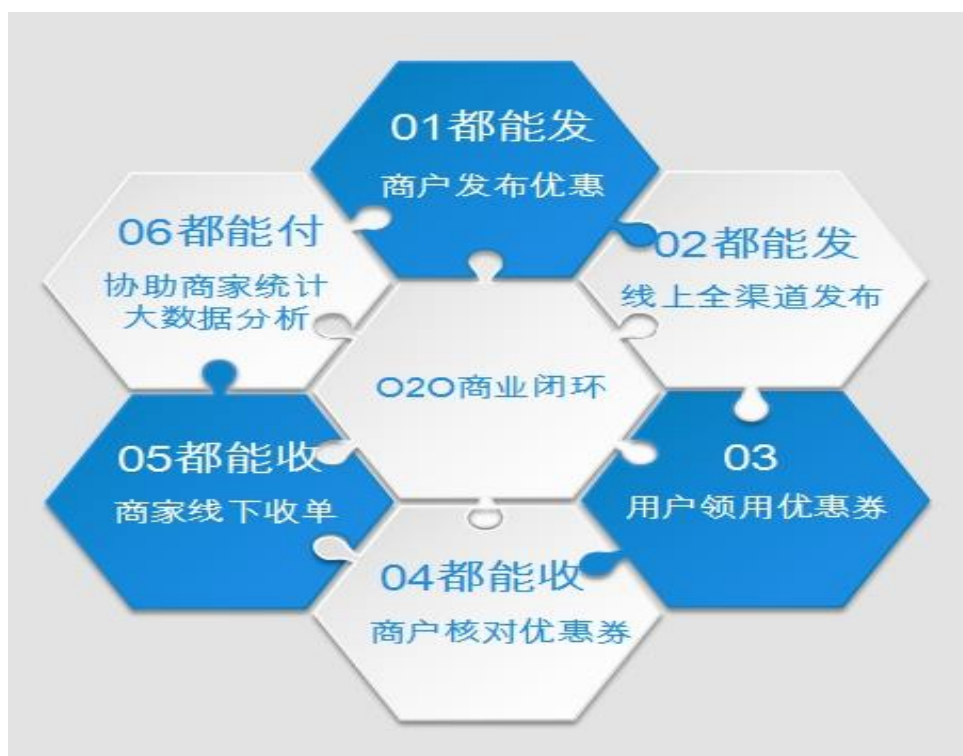 01都能发
商户发布优惠
02都能发
线上全渠道发布
03
用户领用优惠券
04都能收
商户核对优惠券
05都能收
商家线下收单
06都能付
协助商家统计
大数据分析
O2O商业闭环